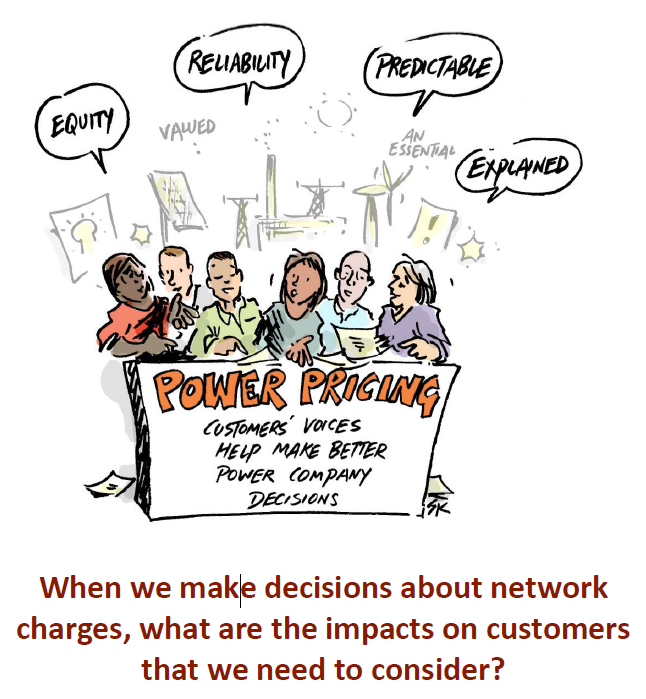 RELIABILITY
PREDICTABLE
EQUITY
VALUED
AN
ESSENTIAL
EXPLAINED
!
POWER PRICING
CUSTOMERS' VOICES
HELP MAKE BETTER
POWER COMPANY
DECISIONS
SK
When we make decisions about network
charges, what are the impacts on customers
that we need to consider?